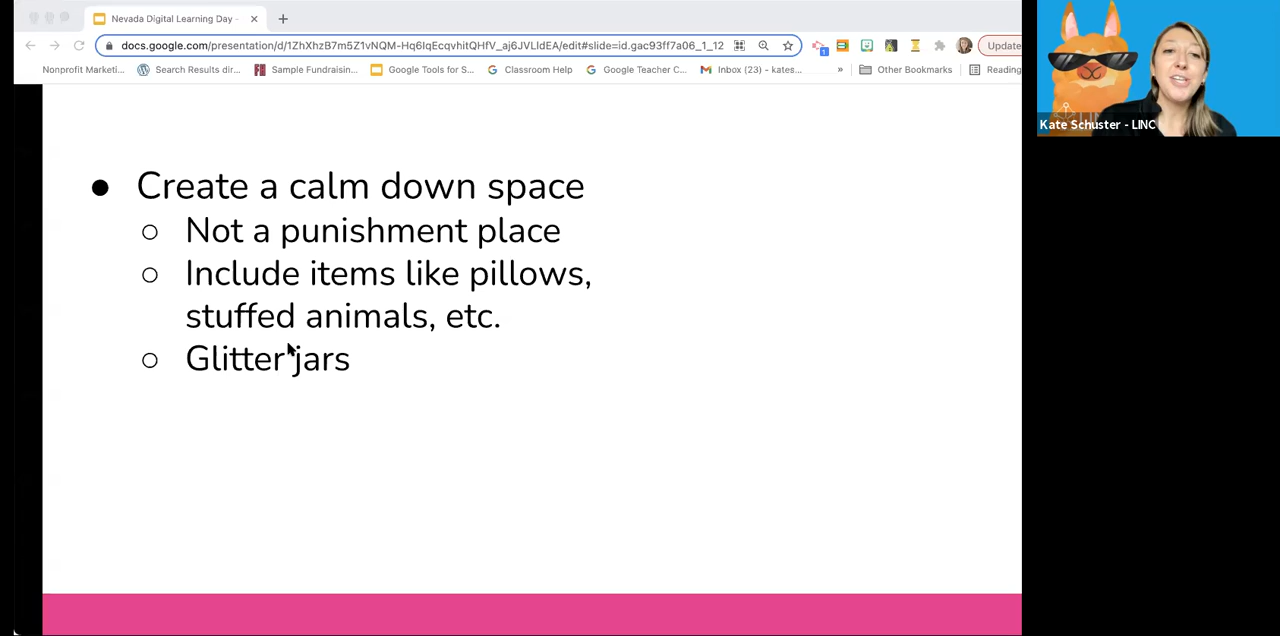 Nevada Digital Learning Day -
docs.google.com/presentation/d/1ZhXhzB7m5Z1vNQM-Hq6IqEcqvhitQHfV_aj6JVLIdEA/edit#slide=id.gac93ff7a06_1_12
1
Update
Nonprofit Marketi...
Search Results dir...
Sample Fundraisin...
Google Tools for S...
Classroom Help
Google Teacher C...
Inbox (23) - kates...
»
Other Bookmarks
Reading
Kate Schuster - LINC
● Create a calm down space
○ Not a punishment place
○ Include items like pillows,
stuffed animals, etc.
○ Glitter jars